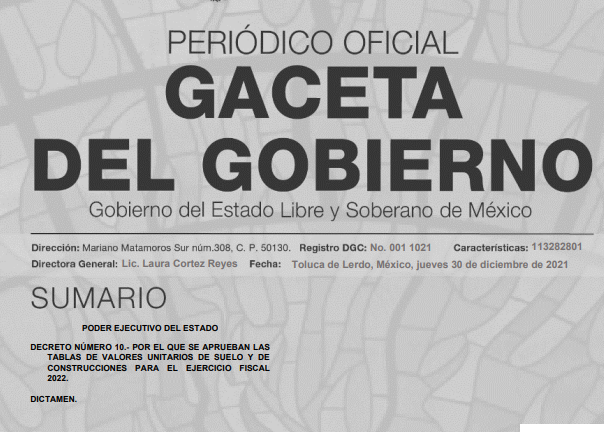 PERIÓDICO OFICIAL
GACETA
DEL GOBIERNO
Gobierno del Estado Libre y Soberano de México
Dirección: Mariano Matamoros Sur núm.308, C. P. 50130. Registro DGC: No. 001 1021 Características: 113282801
Directora General: Lic. Laura Cortez Reyes Fecha: Toluca de Lerdo, México, jueves 30 de diciembre de 2021
SUMARIO
PODER EJECUTIVO DEL ESTADO
DECRETO NÚMERO 10.- POR EL QUE SE APRUEBAN LAS
TABLAS DE VALORES UNITARIOS DE SUELO Y DE
CONSTRUCCIONES PARA EL EJERCICIO FISCAL
2022.
DICTAMEN.